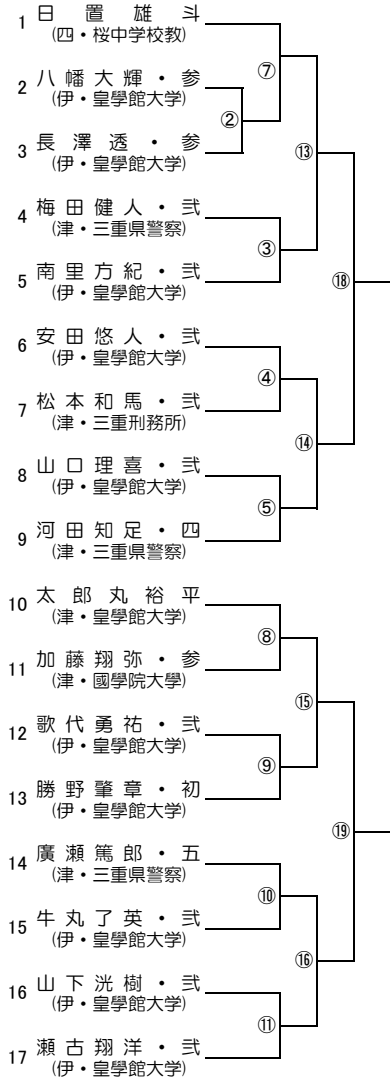 1 日置雄斗
(四・桜中学校教)
⑦
2 八幡大輝・参
(伊・皇學館大学)
②
3 長澤透・参
(伊・皇學館大学)
⑬
4 梅田健人・弐
(津・三重県警察)
③
5 南里方紀・弐
(伊・皇學館大学)
⑱
6 安田悠人・弐
(伊・皇學館大学)
④
7 松本和馬・弐
(津・三重刑務所)
⑭
8 山口理喜・弐
(伊・皇學館大学)
⑤
9 河田知足・四
(津・三重県警察)
10 太郎丸裕平
(津・皇學館大学)
⑧
11 加藤翔弥・参
(津・國學院大學)
⑮
12 歌代勇祐・弐
(伊・皇學館大学)
⑨
13 勝野肇章・初
(伊・皇學館大学)
⑲
14 廣瀬篤郎・五
(津・三重県警察)
⑩
15 牛丸了英・弐
(伊・皇學館大学)
⑯
16 山下洸樹・弐
(伊・皇學館大学)
⑪
17 瀬古翔洋・弐
(伊・皇學館大学)